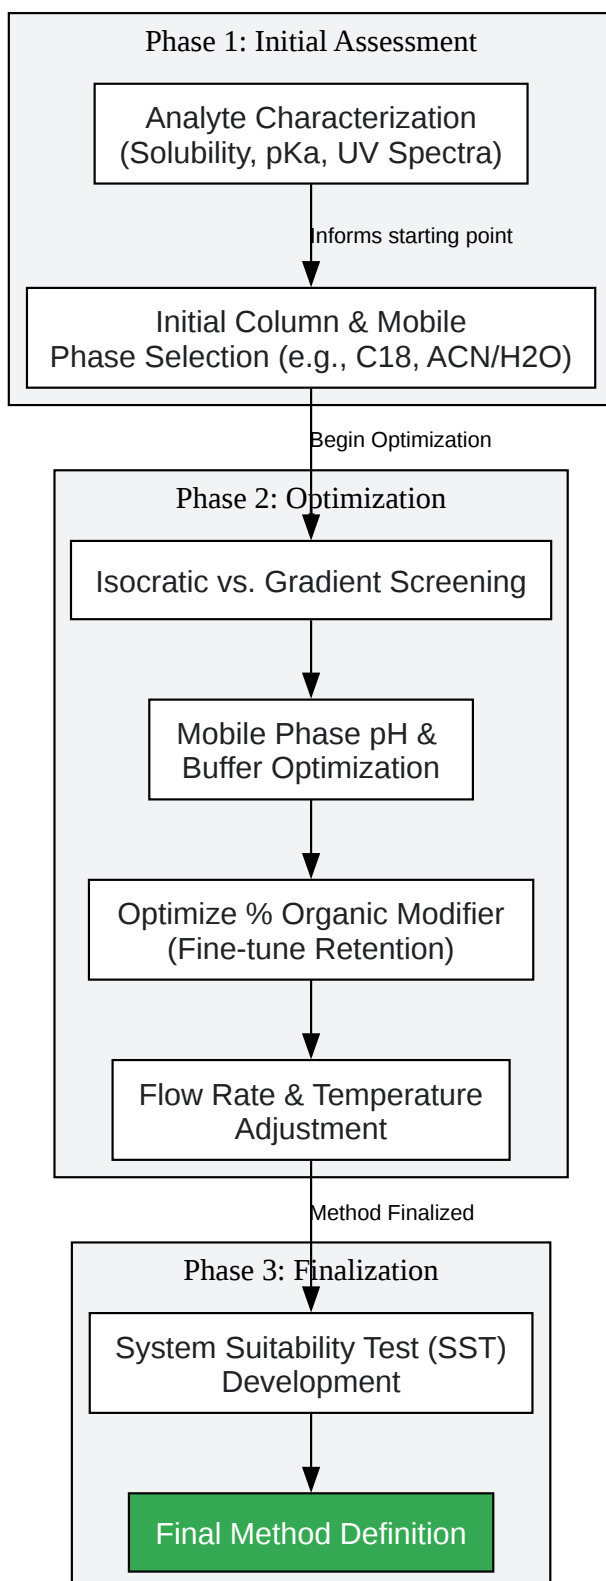 Phase 1: Initial Assessment
Analyte Characterization
(Solubility, pKa, UV Spectra)
Informs starting point
Initial Column & Mobile
Phase Selection (e.g., C18, ACN/H2O)
Begin Optimization
Phase 2: Optimization
Isocratic vs. Gradient Screening
Mobile Phase pH &
Buffer Optimization
Optimize % Organic Modifier
(Fine-tune Retention)
Flow Rate & Temperature
Adjustment
Method Finalized
Phase 3: Finalization
System Suitability Test (SST)
Development
Final Method Definition